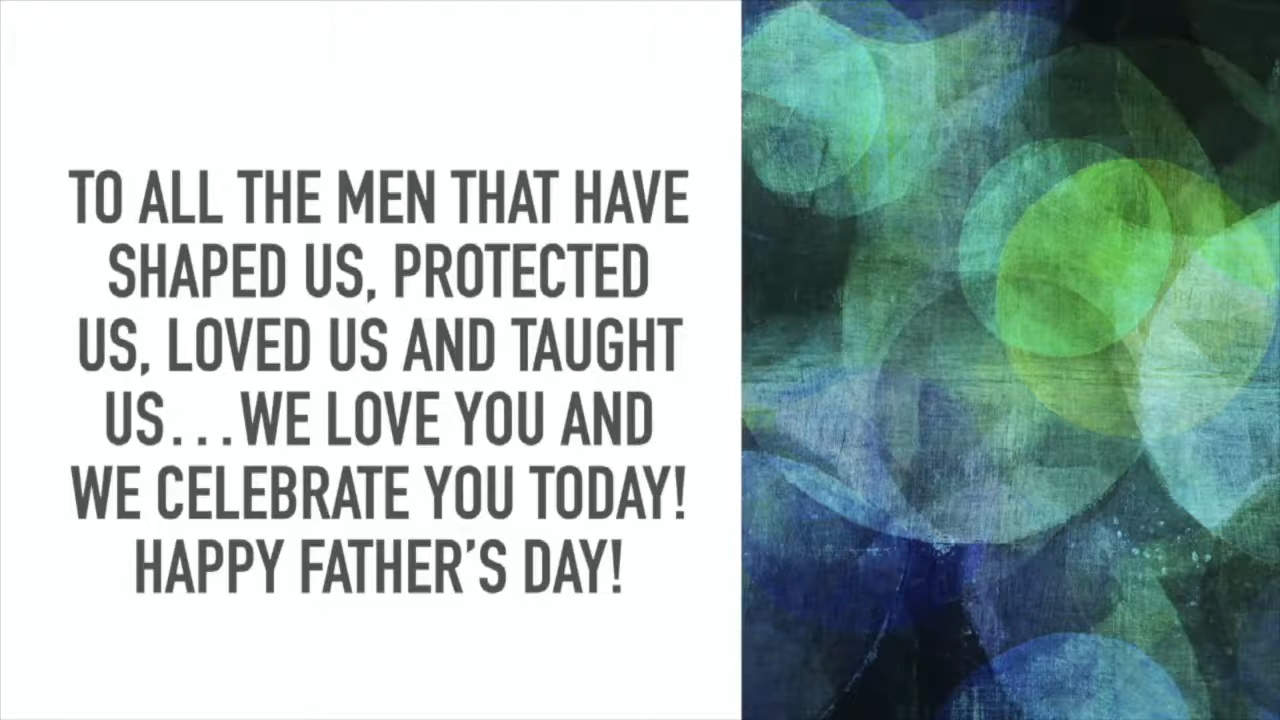 TO ALL THE MEN THAT HAVE
SHAPED US, PROTECTED
US, LOVED US AND TAUGHT
US...WE LOVE YOU AND
WE CELEBRATE YOU TODAY!
HAPPY FATHER’S DAY!